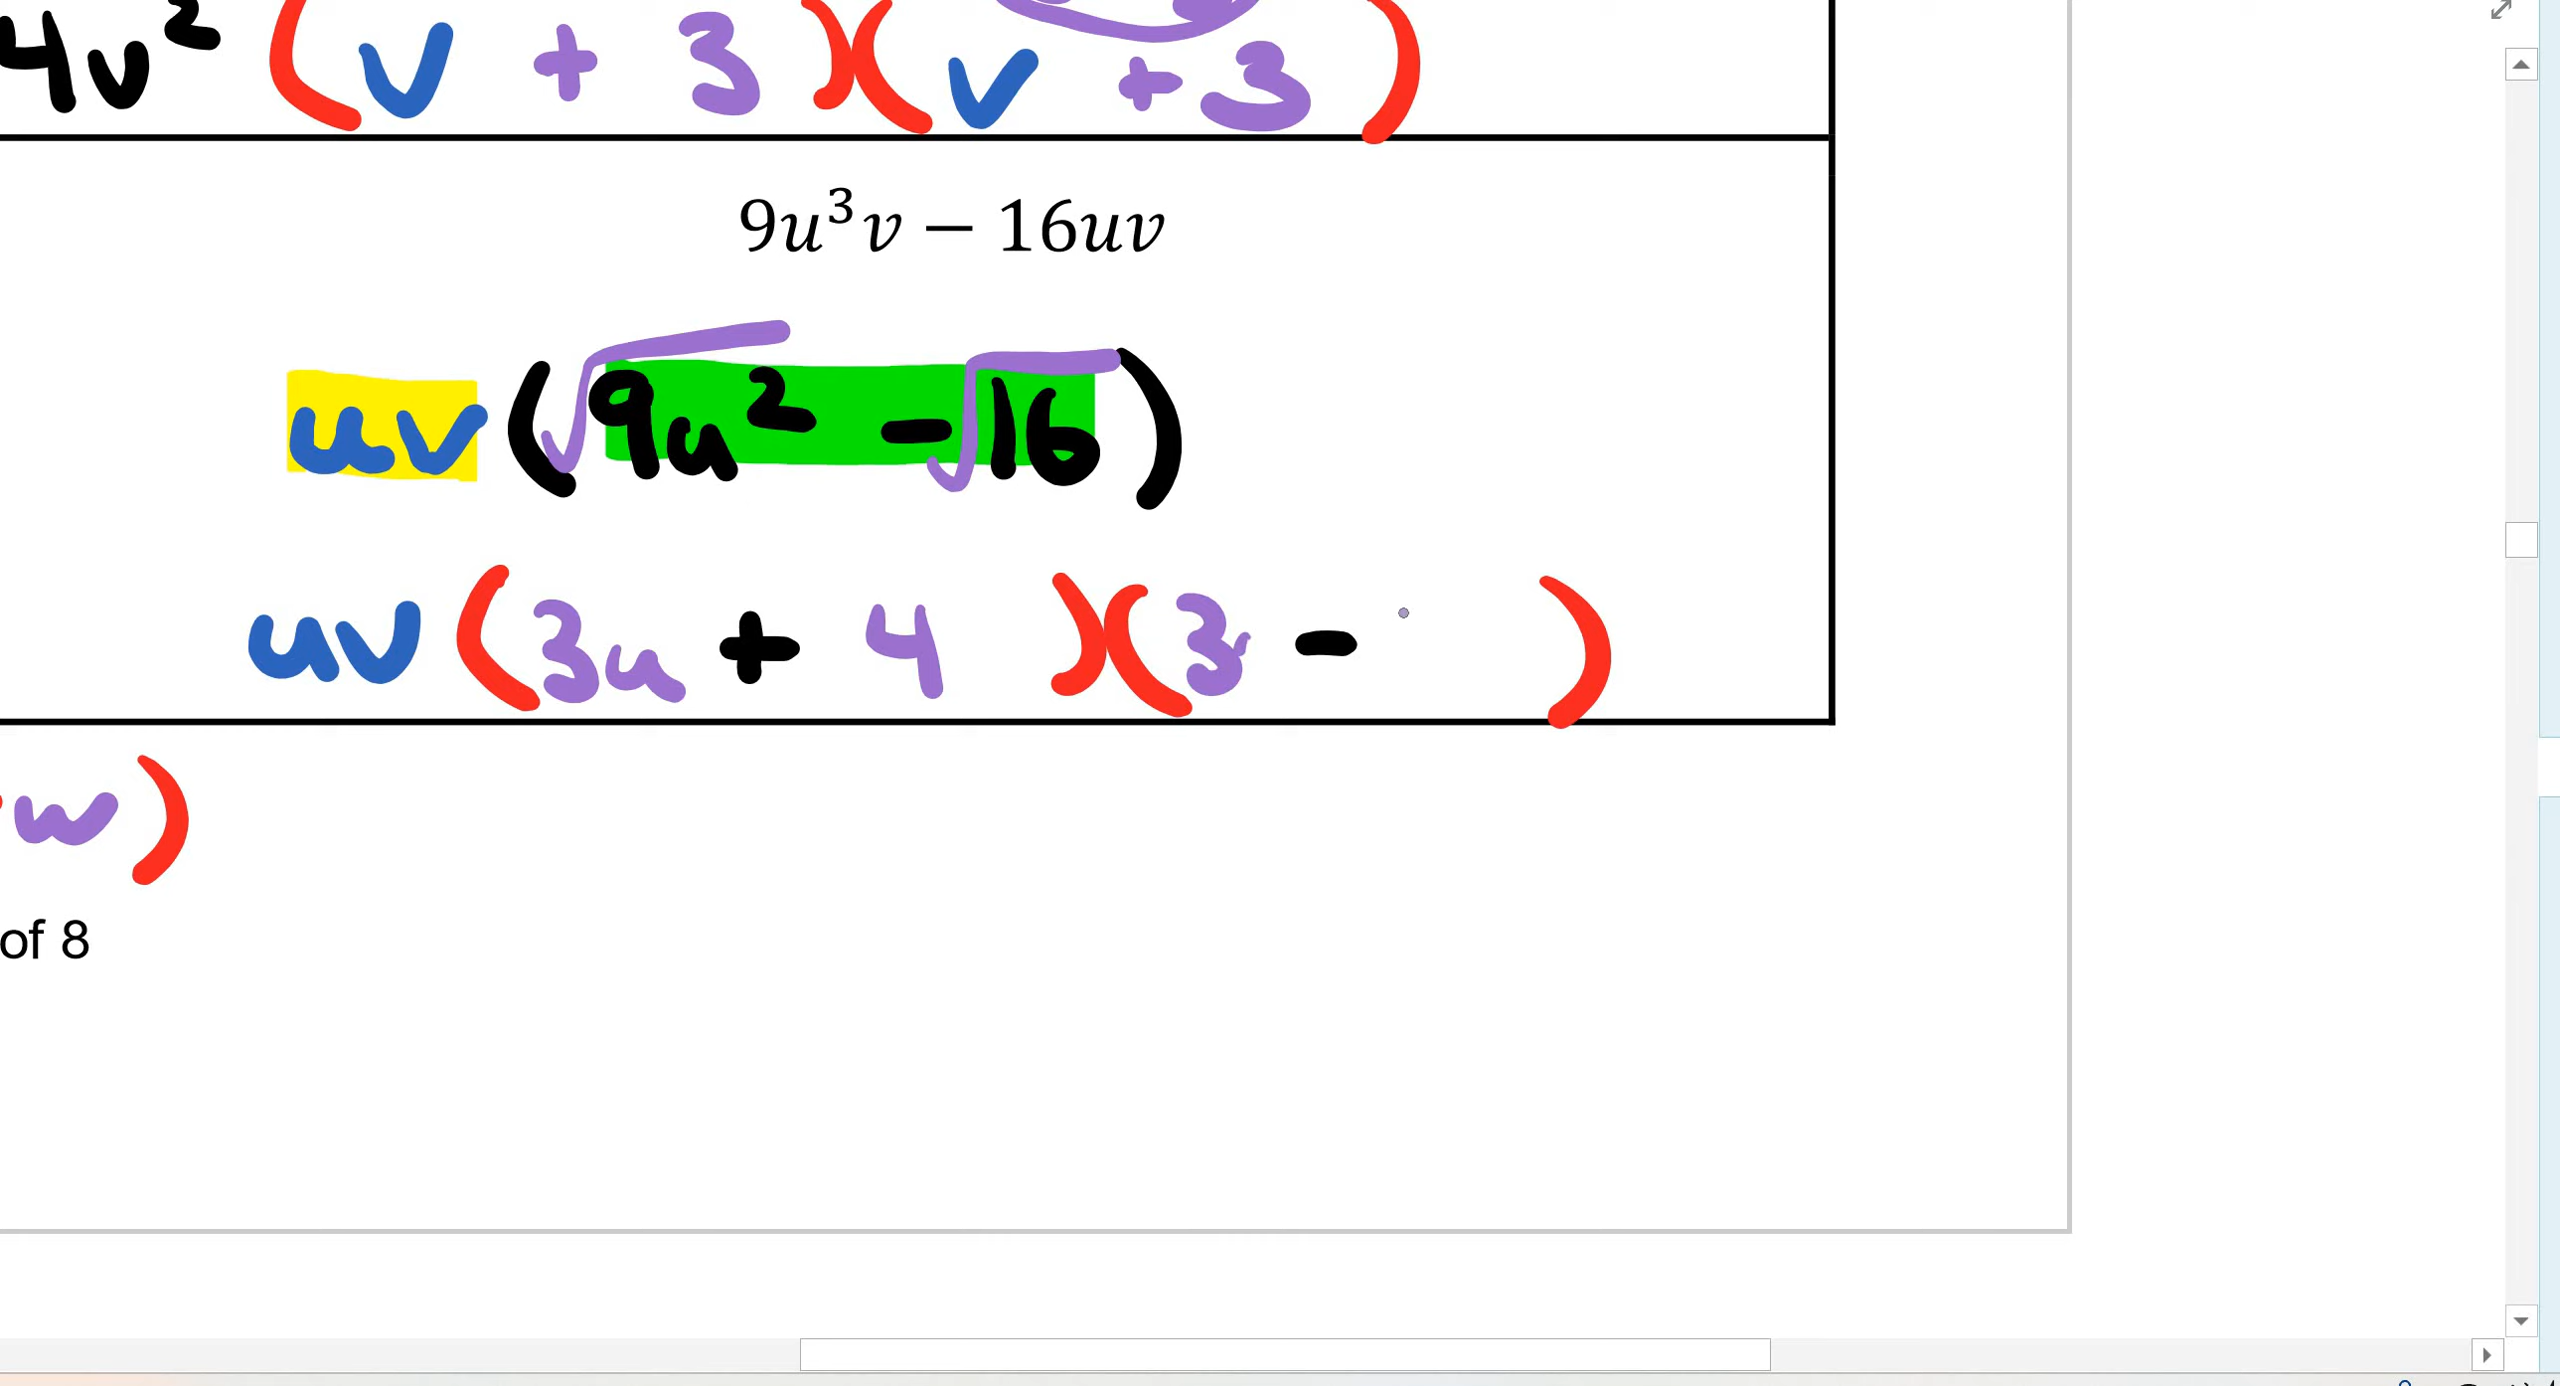 4v² (v + 3)(v + 3)
9u³v − 16uv
uv(√9u² − √16)
uv(3u + 4)(3 − )
w)
of 8